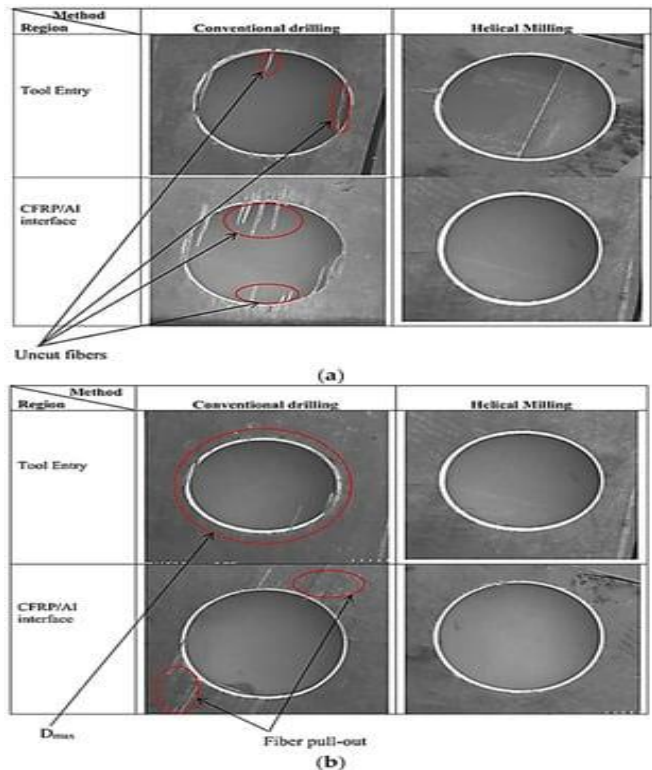 Method
Region
Conventional drilling
Helical Milling
Tool Entry
CFRP/Al
interface
Uncut fibers
(a)
Method
Region
Conventional drilling
Helical Milling
Tool Entry
CFRP/Al
interface
Dmax
Fiber pull-out
(b)